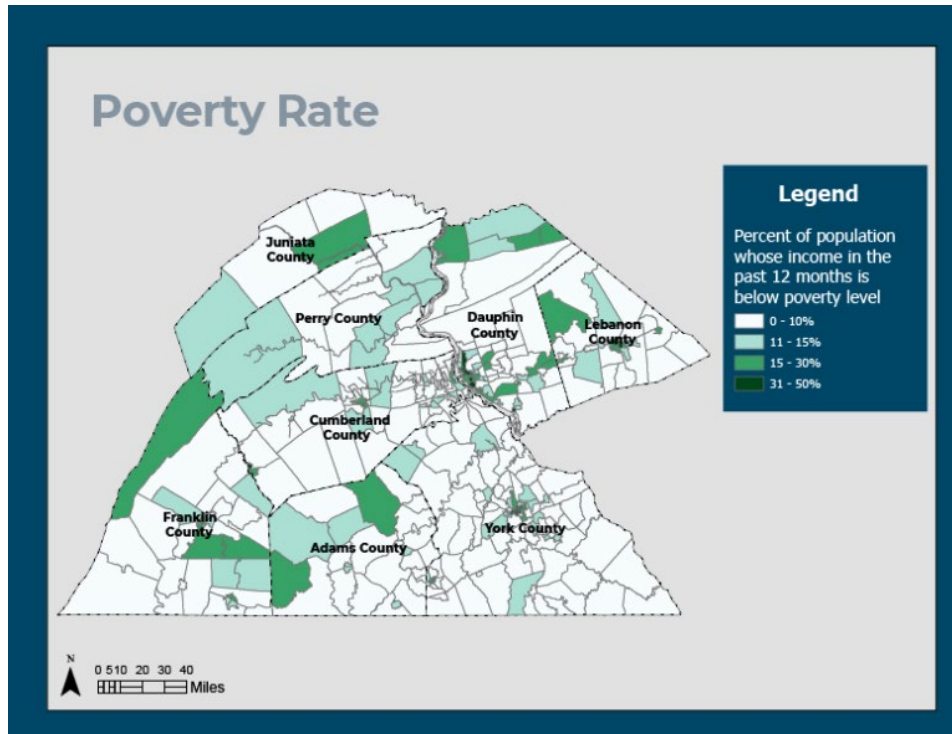 Poverty Rate
Legend
Percent of population
whose income in the
past 12 months is
below poverty level
0 - 10%
11 - 15%
15 - 30%
31 - 50%
Juniata
County
Perry County
Dauphin
County
Lebanon
County
Cumberland
County
Franklin
County
Adams County
York County
N
0 5 10 20 30 40
Miles